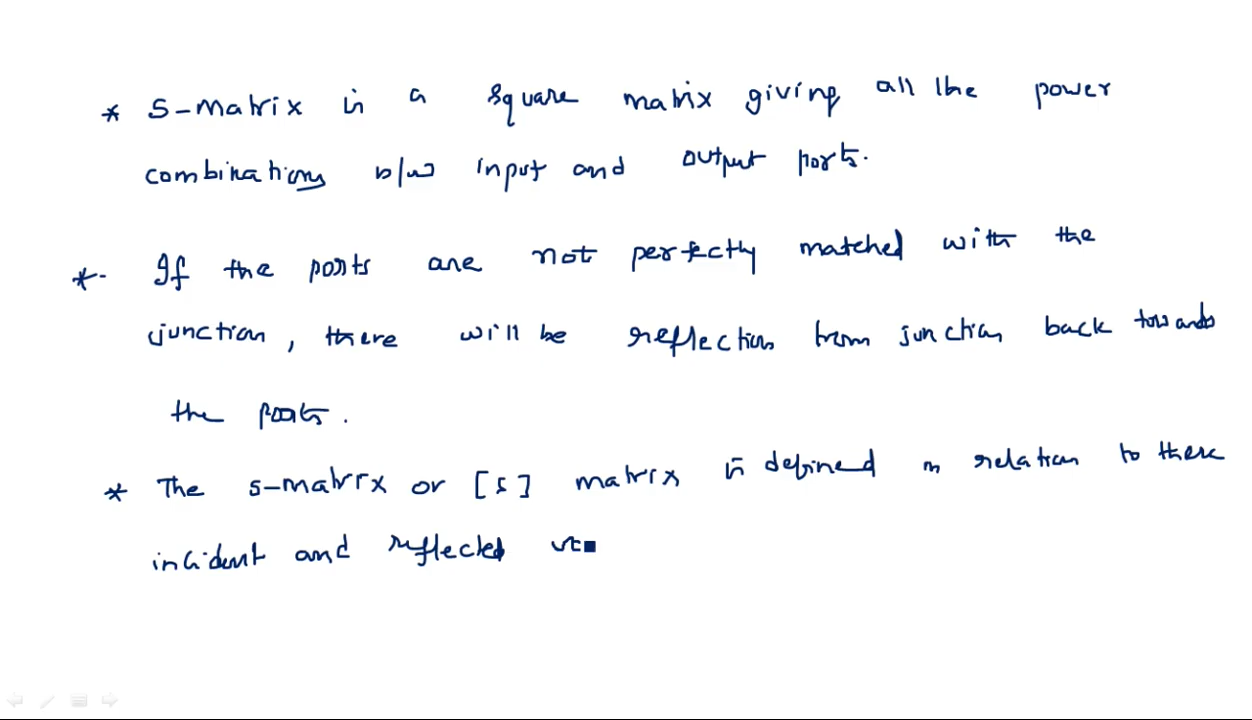 * S-matrix is a square matrix giving all the power
combinations b/w input and output ports.
*- If the ports are not perfectly matched with the
junction, there will be reflection from junction back towards
the ports.
* The s-matrix or [s] matrix is defined in relation to these
incident and reflected